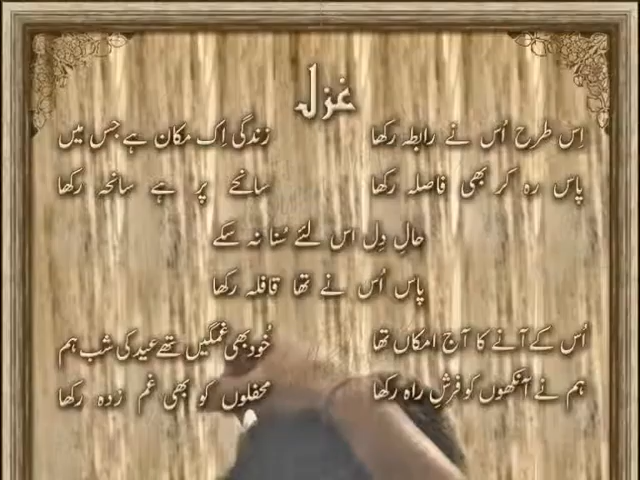 غزل
اِس طرح اُس نے رابطہ رکھا
پاس رہ کر بھی فاصلہ رکھا
زندگی اِک مکان ہے جس میں
سانحے پر ہے سانحہ رکھا
حالِ دِل اس لئے سُنا نہ سکے
پاس اُس نے تھا قافلہ رکھا
اُس کے آنے کا آج امکاں تھا
ہم نے آنکھوں کو فرشِ راہ رکھا
خُود بھی غمگیں تھے عید کی شب ہم
محفلوں کو بھی غم زدہ رکھا